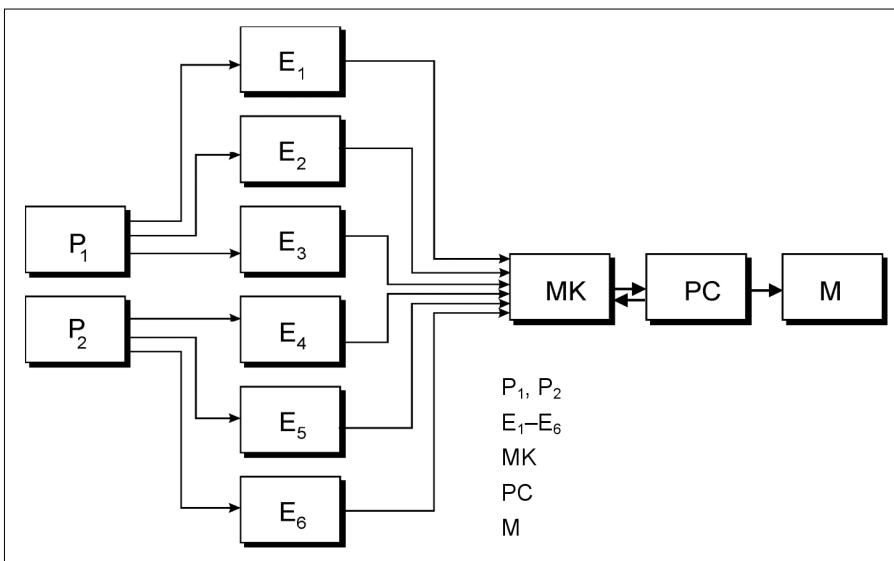 E₁
E₂
P₁
E₃
MK
PC
M
P₂
E₄
E₅
E₆
P₁, P₂
E₁–E₆
MK
PC
M